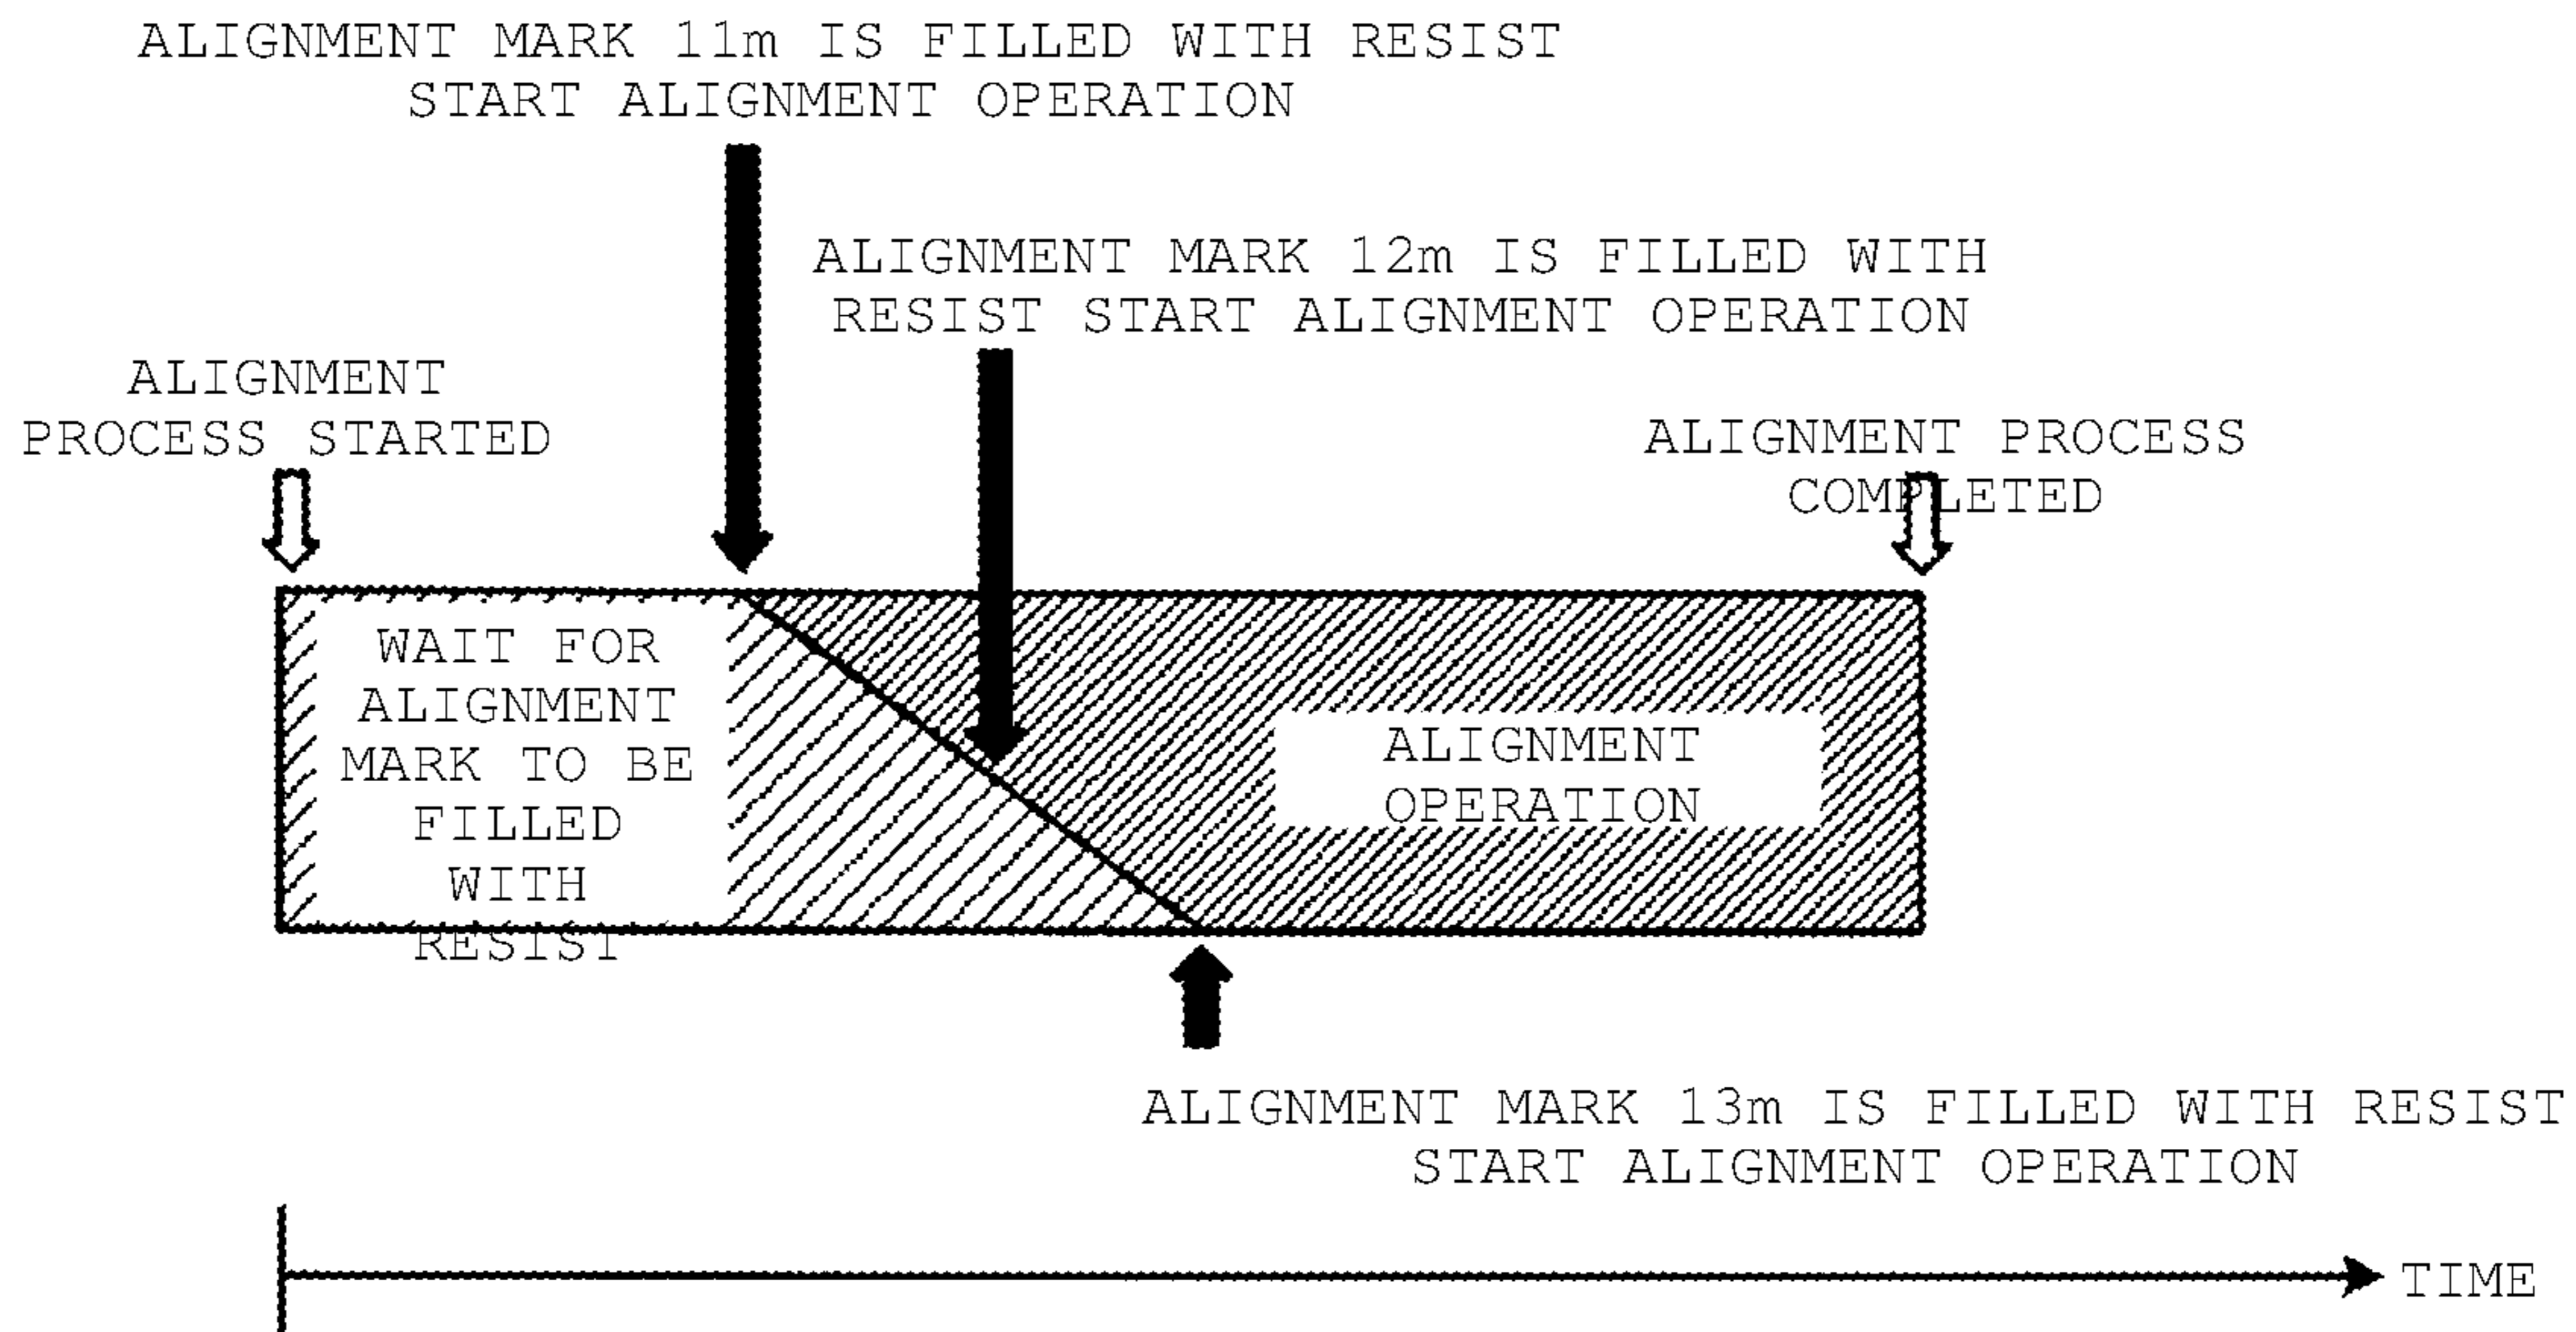 ALIGNMENT MARK 11m IS FILLED WITH RESIST
START ALIGNMENT OPERATION
ALIGNMENT MARK 12m IS FILLED WITH
RESIST START ALIGNMENT OPERATION
ALIGNMENT
PROCESS STARTED
ALIGNMENT PROCESS
COMPLETED
WAIT FOR
ALIGNMENT
MARK TO BE
FILLED
WITH
RESIST
ALIGNMENT
OPERATION
ALIGNMENT MARK 13m IS FILLED WITH RESIST
START ALIGNMENT OPERATION
TIME